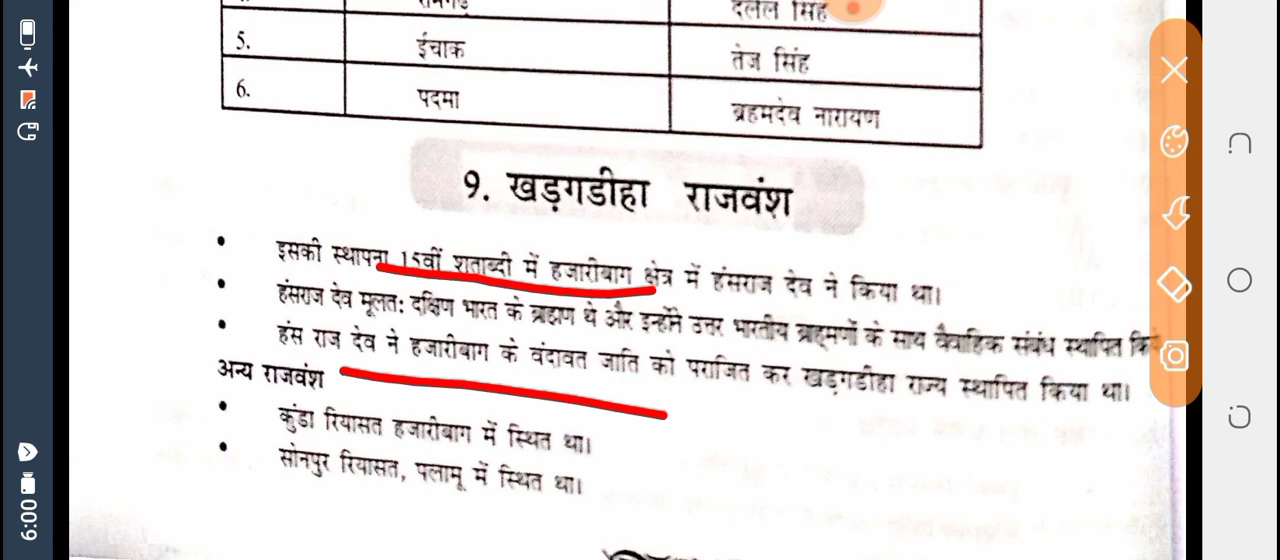 दलेल सिंह
5. ईचाक तेज सिंह
6. पदमा ब्रहमदेव नारायण
9. खड़गडीहा राजवंश
• इसकी स्थापना 15वीं शताब्दी में हजारीबाग क्षेत्र में हंसराज देव ने किया था।
• हंसराज देव मूलत: दक्षिण भारत के ब्राह्मण थे और इन्होंने उत्तर भारतीय ब्राह्मणों के साथ वैवाहिक संबंध स्थापित
• हंस राज देव ने हजारीबाग के वंदावत जाति को पराजित कर खड़गडीहा राज्य स्थापित किया था।
अन्य राजवंश
• कुंडा रियासत हजारीबाग में स्थित था।
• सोनपुर रियासत, पलामू में स्थित था।
6:00